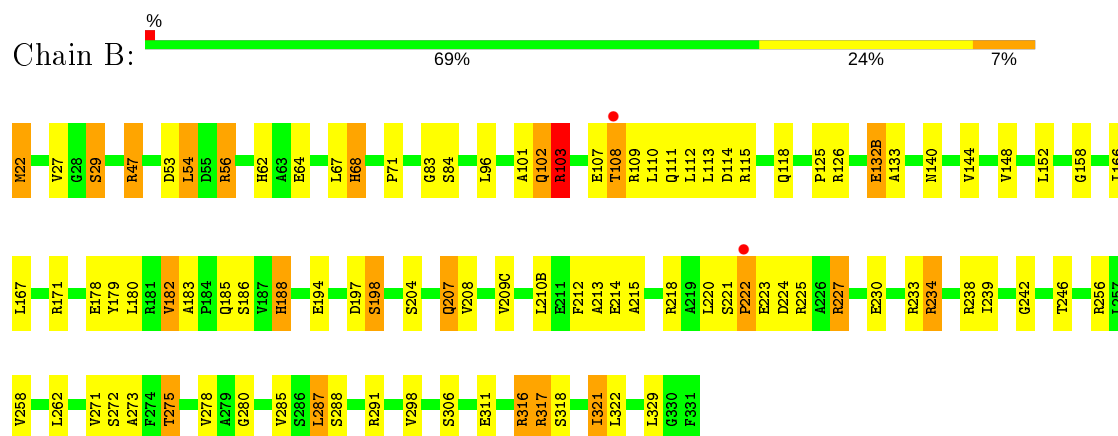 %
Chain B:
69% 24% 7%
M22 V27 G28 S29 R47 D53 L54 D55 R56 H62 A63 E64 L67 H68 P71 G83 S84 L96 A101 Q102 R103 E107 T108 R109 L110 Q111 L112 L113 D114 R115 Q118 P125 R126 E132B A133 N140 V144 V148 L152 G158
L167 R171 E178 Y179 L180 R181 V182 A183 P184 Q185 S186 V187 H188 E194 D197 S198 S204 Q207 V208 V209C L210B E211 F212 A213 E214 A215 R218 A219 L220 S221 P222 E223 D224 R225 A226 R227 E230 R233 R234 R238 I239 G242 T246 R256
V258 L262 V271 S272 A273 F274 T275 V278 A279 G280 V285 S286 L287 S288 R291 V298 S306 E311 R316 R317 S318 I321 L322 L329 G330 F331